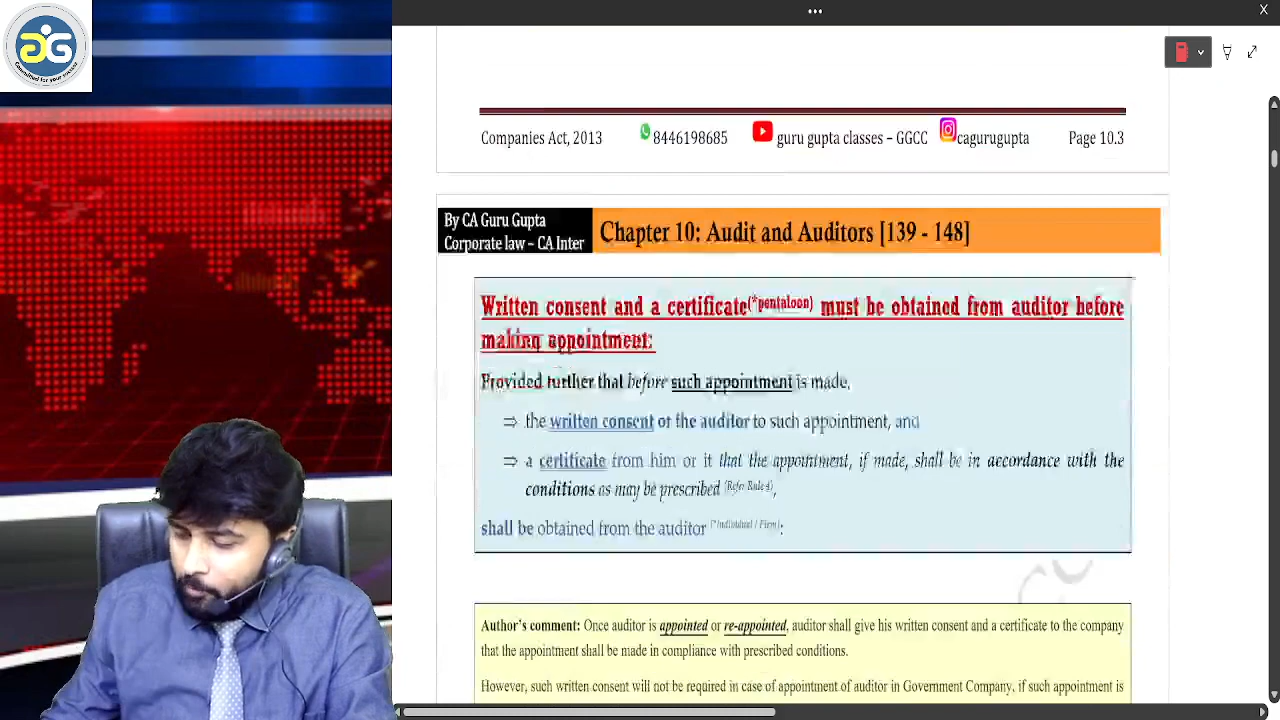 GG
Committed for your success
...
X
Companies Act, 2013 8446198685 guru gupta classes – GGCC cagurugupta Page 10.3
By CA Guru Gupta
Corporate law – CA Inter
Chapter 10: Audit and Auditors [139 - 148]
Written consent and a certificate(*pentaloon) must be obtained from auditor before
making appointment:
Provided further that before such appointment is made,
⇒ the written consent of the auditor to such appointment, and
⇒ a certificate from him or it that the appointment, if made, shall be in accordance with the
conditions as may be prescribed (Refer Rule 4),
shall be obtained from the auditor (*Individual / Firm):
Author's comment: Once auditor is appointed or re-appointed, auditor shall give his written consent and a certificate to the company
that the appointment shall be made in compliance with prescribed conditions.
However, such written consent will not be required in case of appointment of auditor in Government Company, if such appointment is